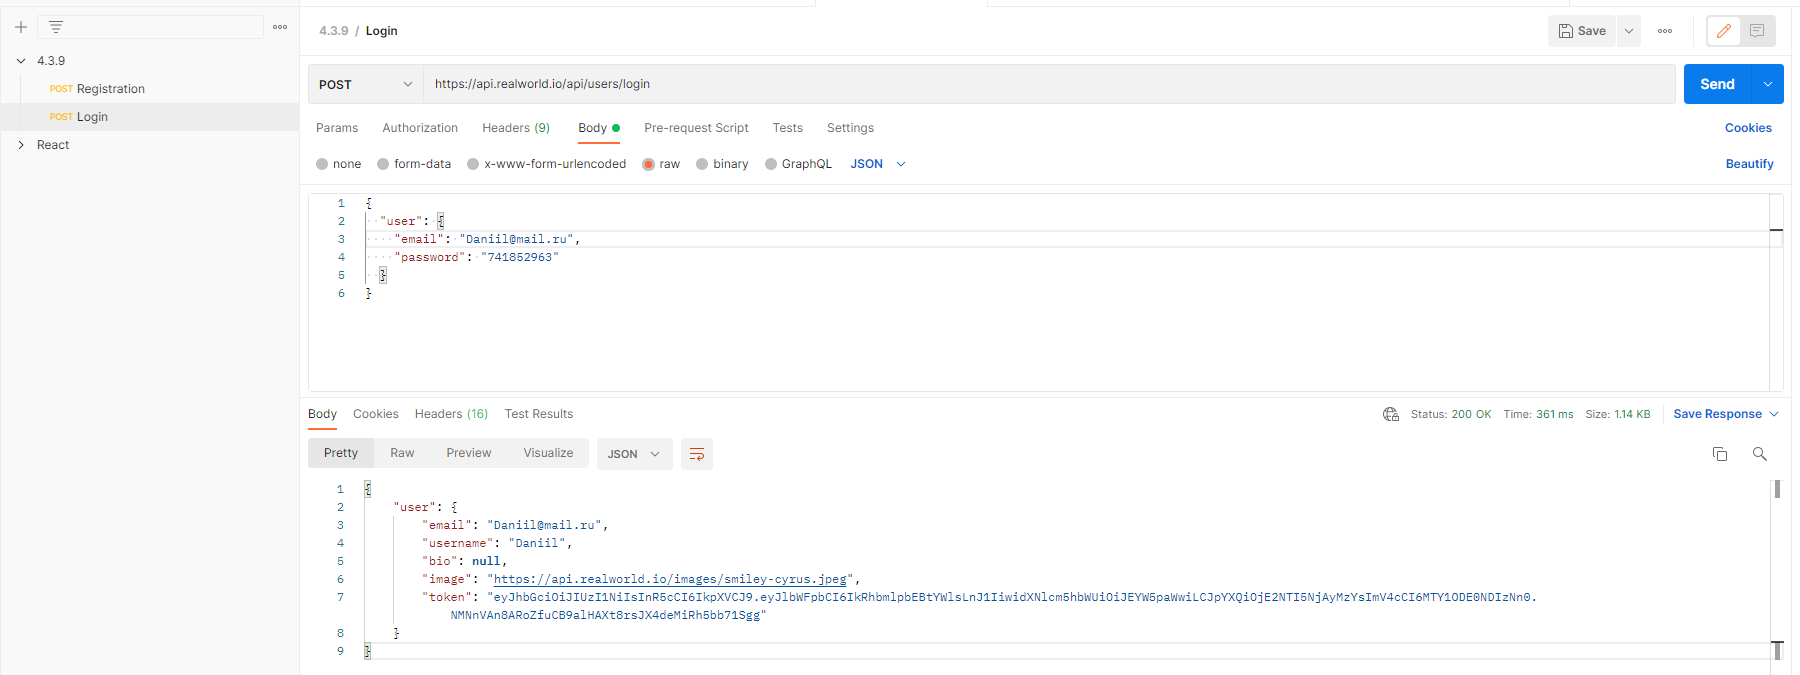 4.3.9 / Login
Save
4.3.9
POST Registration
POST Login
React
POST
https://api.realworld.io/api/users/login
Send
Params Authorization Headers (9) Body Pre-request Script Tests Settings Cookies
none form-data x-www-form-urlencoded raw binary GraphQL JSON Beautify
1 {
2 "user": {
3 "email": "Daniil@mail.ru",
4 "password": "741852963"
5 }
6 }
Body Cookies Headers (16) Test Results Status: 200 OK Time: 361 ms Size: 1.14 KB Save Response
Pretty Raw Preview Visualize JSON
1 {
2 "user": {
3 "email": "Daniil@mail.ru",
4 "username": "Daniil",
5 "bio": null,
6 "image": "https://api.realworld.io/images/smiley-cyrus.jpeg",
7 "token": "eyJhbGciOiJIUzI1NiIsInR5cCI6IkpXVCJ9.eyJlbWFpbCI6IkRhbmlpbEBtYWlsLnJ1IiwidXNlcm5hbWUiOiJEYW5paWwiLCJpYXQiOjE2NTI5NjAyMzYsImV4cCI6MTY1ODE0NDIzNn0.
NMNnVAn8ARoZfuCB9alHAXt8rsJX4deMiRh5bb71Sgg"
8 }
9 }